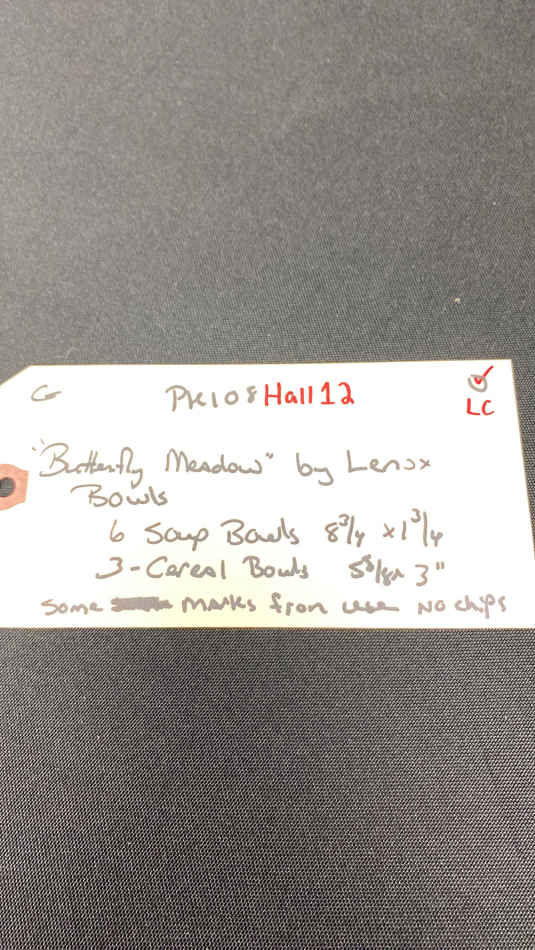 G PK108 Hall 12
LC
"Butterfly Meadow" by Lenox
Bowls
6 Soup Bowls 8 3/4 x 1 3/4
3-Cereal Bowls 5 5/8 x 3"
Some marks from use No chips